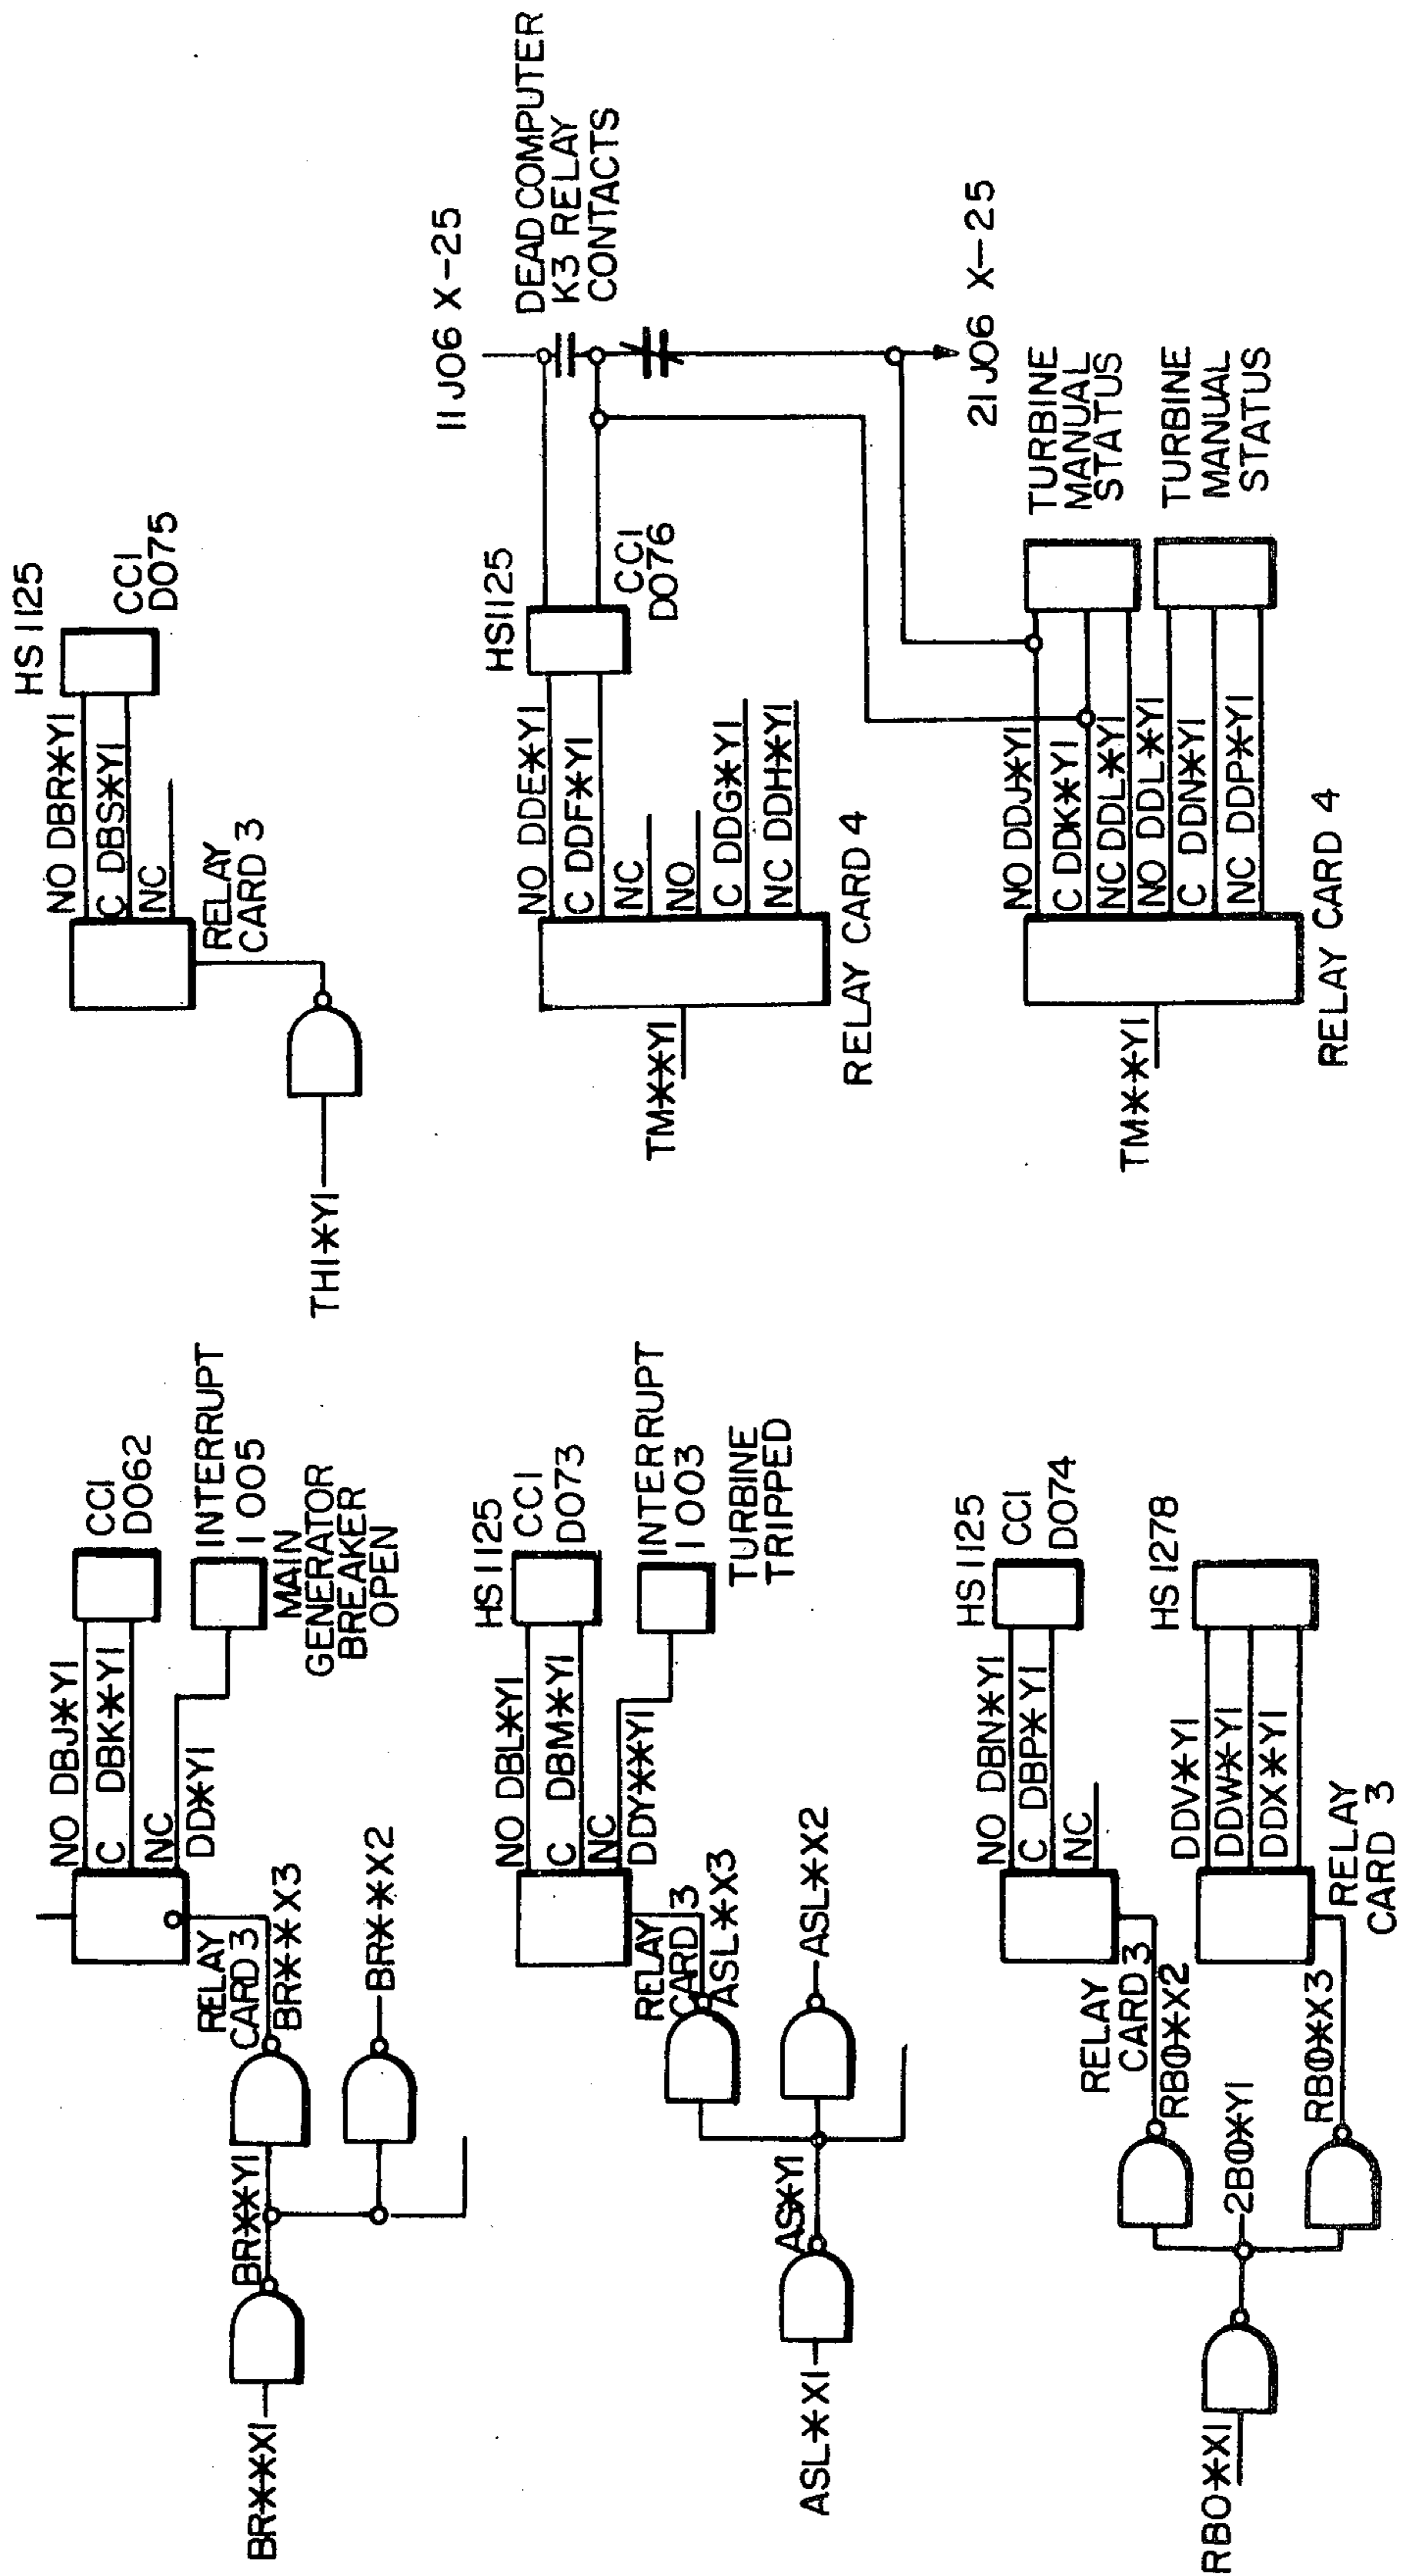 NO DBJ*YI
C DBK*YI
NC
DD*YI
CCI
DO62
INTERRUPT
I 005
MAIN
GENERATOR
BREAKER
OPEN
RELAY
CARD 3
BR**X3
BR**X2
BR**YI
BR**XI
HS 1125
NO DBR*YI
C DBS*YI
NC
CCI
DO75
RELAY
CARD 3
THI*YI
HS 1125
NO DBL*YI
C DBM*YI
NC
DDY**YI
CCI
DO73
INTERRUPT
I 003
TURBINE
TRIPPED
RELAY
CARD 3
ASL**X3
ASL**X2
AS*YI
ASL**XI
11 JO6 X-25
DEAD COMPUTER
K3 RELAY
CONTACTS
HS1125
CCI
DO76
NO DDE*YI
C DDF*YI
NC
NO
C DDG*YI
NC DDH*YI
TM**YI
RELAY CARD 4
21 JO6 X-25
HS 1125
CCI
DO74
NO DBN*YI
C DBP*YI
NC
RELAY
CARD 3
RBO**X2
2BO*YI
RBO*X3
RBO**XI
HS 1278
DDV*YI
DDW*YI
DDX*YI
RELAY
CARD 3
TURBINE
MANUAL
STATUS
TURBINE
MANUAL
STATUS
NO DDJ*YI
C DDK*YI
NC DDL*YI
NO DDL*YI
C DDN*YI
NC DDP*YI
TM**YI
RELAY CARD 4